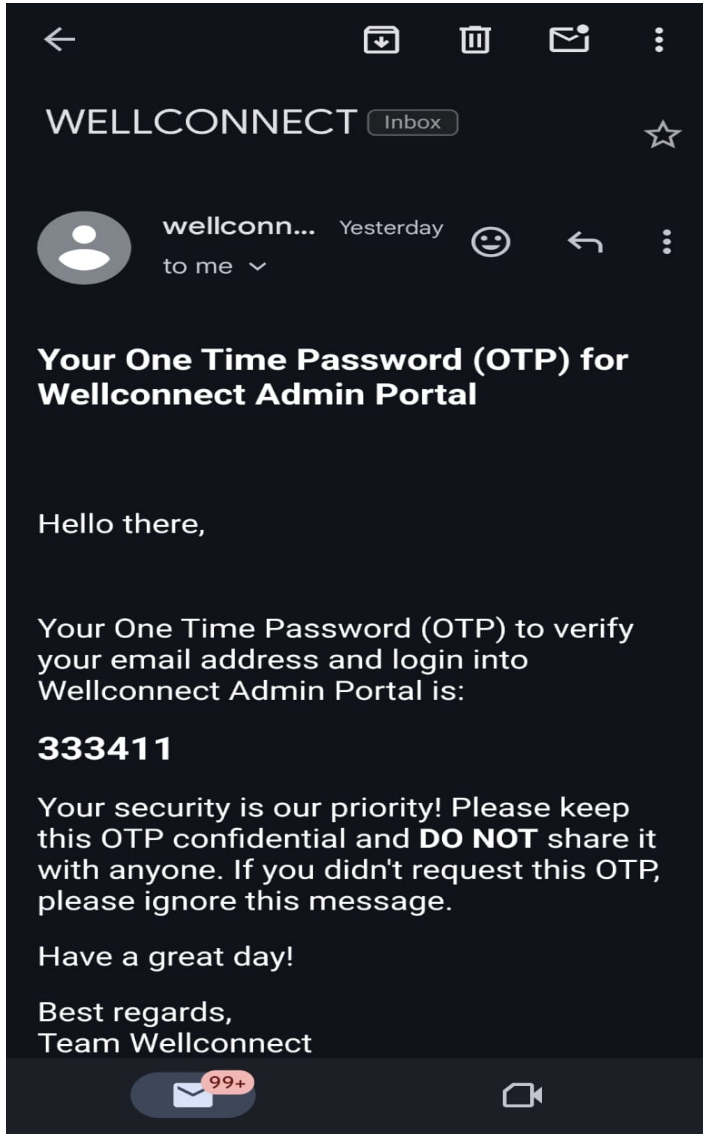 WELLCONNECT Inbox
wellconn... Yesterday
to me
Your One Time Password (OTP) for
Wellconnect Admin Portal
Hello there,
Your One Time Password (OTP) to verify
your email address and login into
Wellconnect Admin Portal is:
333411
Your security is our priority! Please keep
this OTP confidential and DO NOT share it
with anyone. If you didn't request this OTP,
please ignore this message.
Have a great day!
Best regards,
Team Wellconnect
99+